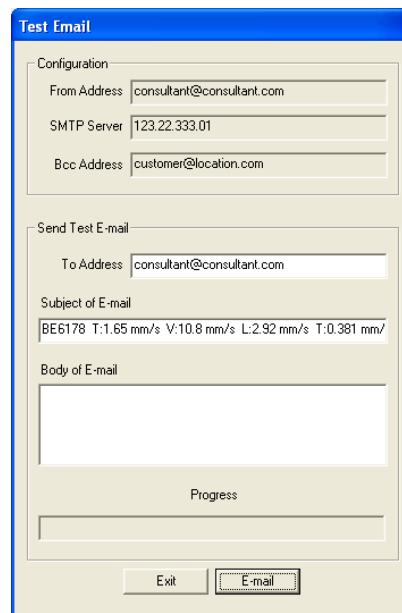 Test Email
Configuration
From Address consultant@consultant.com
SMTP Server 123.22.333.01
Bcc Address customer@location.com
Send Test E-mail
To Address consultant@consultant.com
Subject of E-mail
BE6178 T:1.65 mm/s V:10.8 mm/s L:2.92 mm/s T:0.381 mm/
Body of E-mail
Progress
Exit E-mail